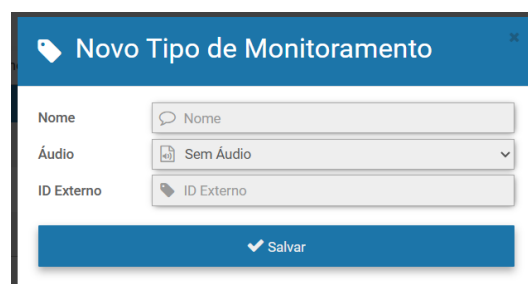 Novo Tipo de Monitoramento
Nome Nome
Áudio Sem Áudio
ID Externo ID Externo
Salvar